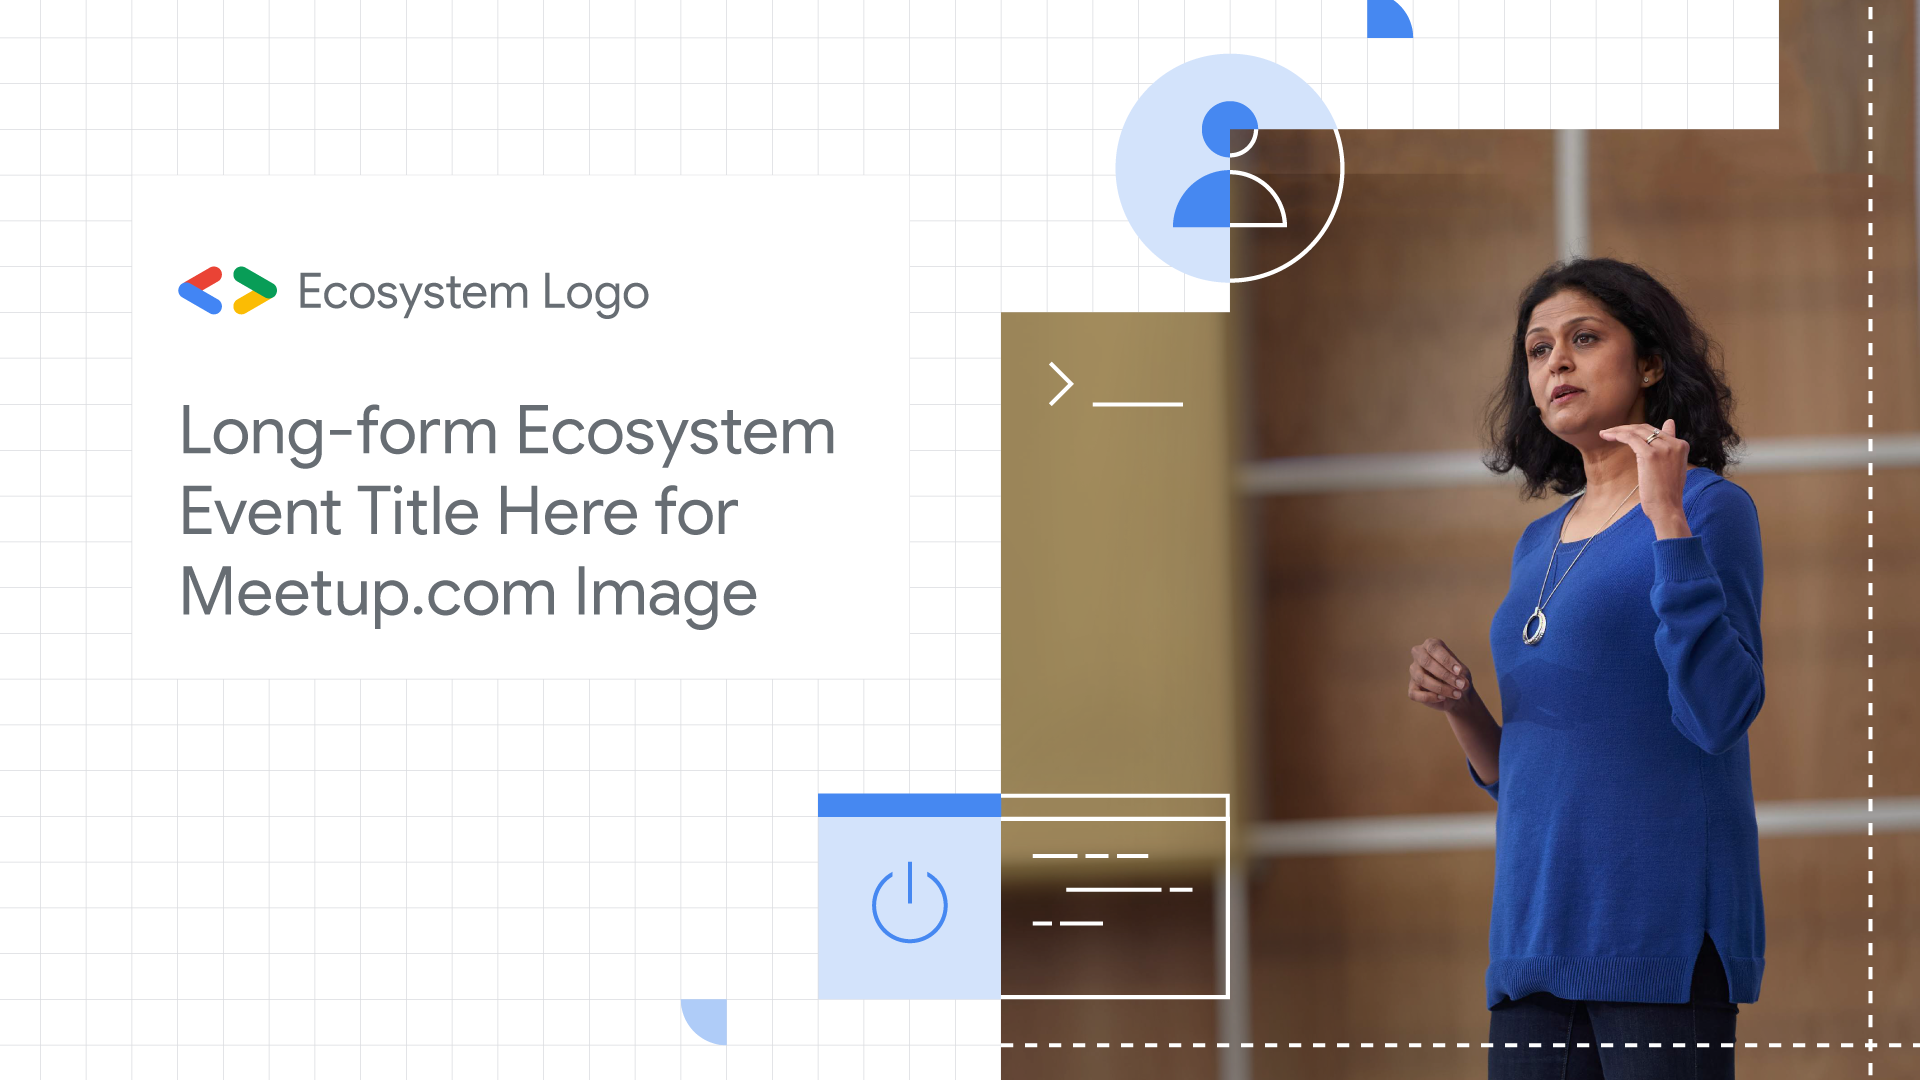 Ecosystem Logo
Long-form Ecosystem
Event Title Here for
Meetup.com Image